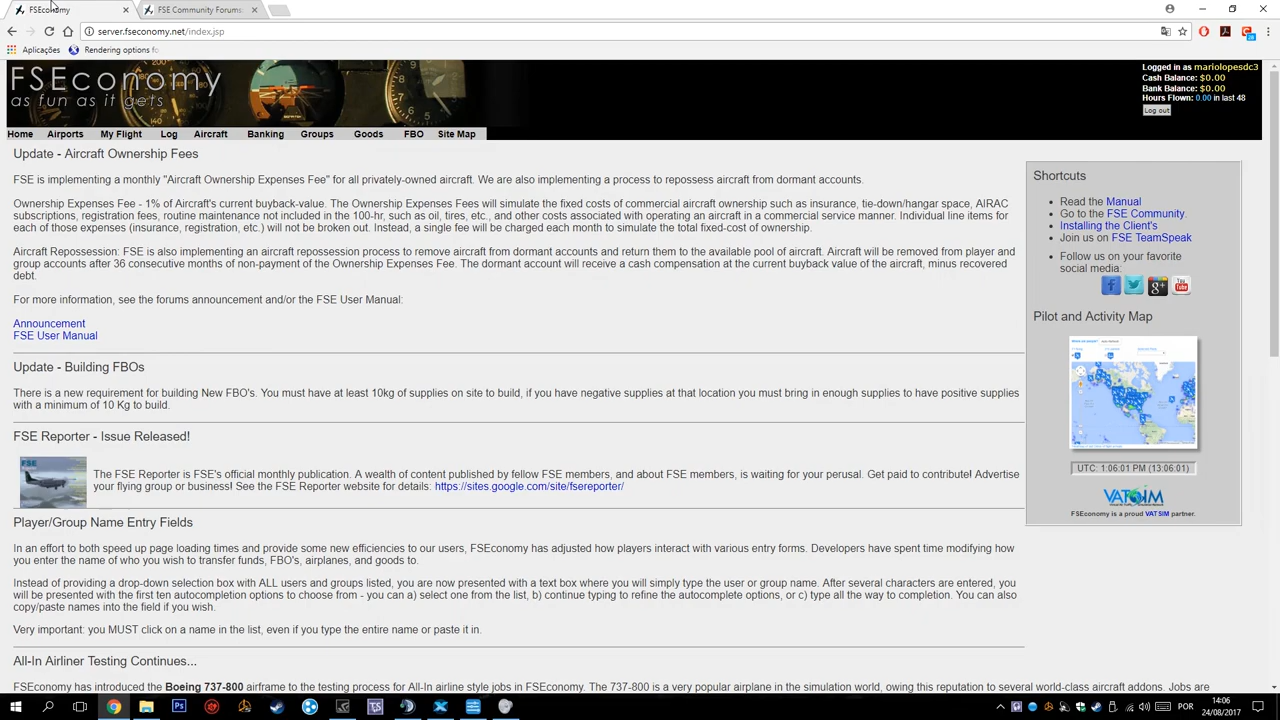 FSEconomy
FSE Community Forums
server.fseconomy.net/index.jsp
Aplicações
Rendering options fo
FSEconomy
as fun as it gets
Logged in as mariolopesdc3
Cash Balance: $0.00
Bank Balance: $0.00
Hours Flown: 0.00 in last 48
Log out
Home Airports My Flight Log Aircraft Banking Groups Goods FBO Site Map
Update - Aircraft Ownership Fees
FSE is implementing a monthly "Aircraft Ownership Expenses Fee" for all privately-owned aircraft. We are also implementing a process to repossess aircraft from dormant accounts.
Ownership Expenses Fee - 1% of Aircraft's current buyback-value. The Ownership Expenses Fees will simulate the fixed costs of commercial aircraft ownership such as insurance, tie-down/hangar space, AIRAC
subscriptions, registration fees, routine maintenance not included in the 100-hr, such as oil, tires, etc., and other costs associated with operating an aircraft in a commercial service manner. Individual line items for
each of those expenses (insurance, registration, etc.) will not be broken out. Instead, a single fee will be charged each month to simulate the total fixed-cost of ownership.
Aircraft Repossession: FSE is also implementing an aircraft repossession process to remove aircraft from dormant accounts and return them to the available pool of aircraft. Aircraft will be removed from player and
group accounts after 36 consecutive months of non-payment of the Ownership Expenses Fee. The dormant account will receive a cash compensation at the current buyback value of the aircraft, minus recovered
debt.
For more information, see the forums announcement and/or the FSE User Manual:
Announcement
FSE User Manual
Update - Building FBOs
There is a new requirement for building New FBO's. You must have at least 10kg of supplies on site to build, if you have negative supplies at that location you must bring in enough supplies to have positive supplies
with a minimum of 10 Kg to build.
FSE Reporter - Issue Released!
FSE
The FSE Reporter is FSE's official monthly publication. A wealth of content published by fellow FSE members, and about FSE members, is waiting for your perusal. Get paid to contribute! Advertise
your flying group or business! See the FSE Reporter website for details: https://sites.google.com/site/fsereporter/
Player/Group Name Entry Fields
In an effort to both speed up page loading times and provide some new efficiencies to our users, FSEconomy has adjusted how players interact with various entry forms. Developers have spent time modifying how
you enter the name of who you wish to transfer funds, FBO's, airplanes, and goods to.
Instead of providing a drop-down selection box with ALL users and groups listed, you are now presented with a text box where you will simply type the user or group name. After several characters are entered, you
will be presented with the first ten autocompletion options to choose from - you can a) select one from the list, b) continue typing to refine the autocomplete options, or c) type all the way to completion. You can also
copy/paste names into the field if you wish.
Very important: you MUST click on a name in the list, even if you type the entire name or paste it in.
All-In Airliner Testing Continues...
FSEconomy has introduced the Boeing 737-800 airframe to the testing process for All-In airline style jobs in FSEconomy. The 737-800 is a very popular airplane in the simulation world, owing this reputation to several world-class aircraft addons. Jobs are
Shortcuts
Read the Manual
Go to the FSE Community.
Installing the Client's
Join us on FSE TeamSpeak
Follow us on your favorite
social media:
Pilot and Activity Map
UTC: 1:06:01 PM (13:06:01)
VATSIM
FSEconomy is a proud VATSIM partner.
POR
14:06
24/08/2017